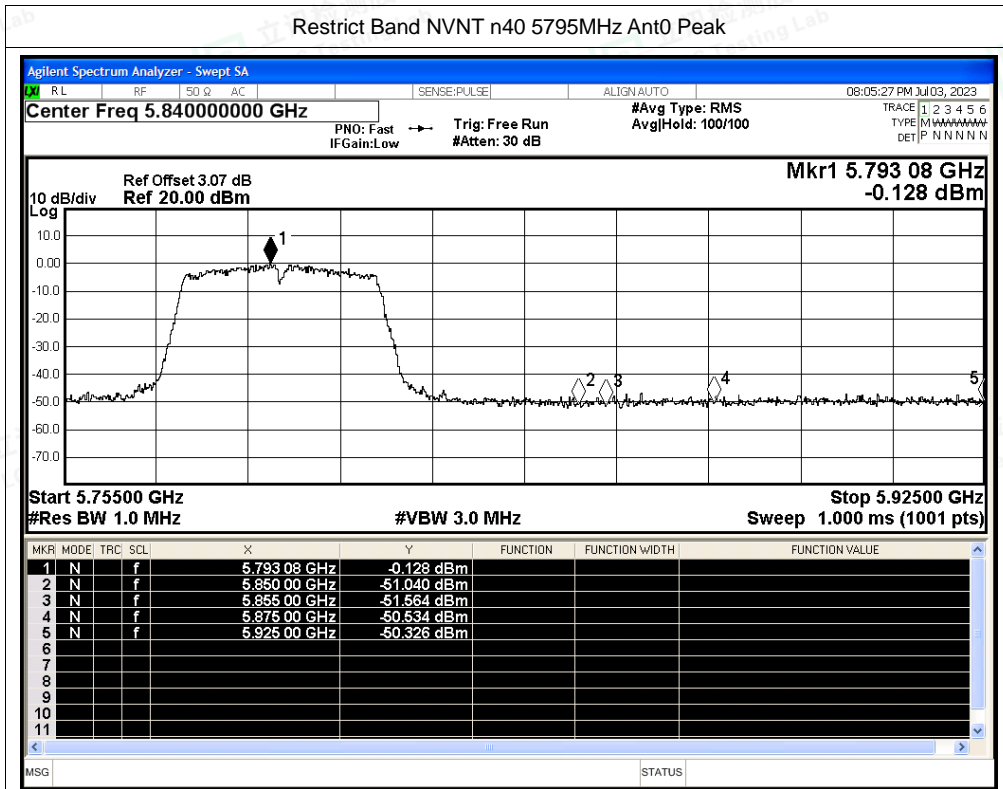 Restrict Band NVNT n40 5795MHz Ant0 Peak
Agilent Spectrum Analyzer - Swept SA
LXI RL RF 50 Ω AC SENSE:PULSE ALIGN AUTO 08:05:27 PM Jul 03, 2023
Center Freq 5.840000000 GHz #Avg Type: RMS TRACE 1 2 3 4 5 6
PNO: Fast Trig: Free Run Avg|Hold: 100/100 TYPE M
IFGain:Low #Atten: 30 dB DET P N N N N N
Mkr1 5.793 08 GHz
Ref Offset 3.07 dB
10 dB/div Ref 20.00 dBm -0.128 dBm
Log
10.0
1
0.00
-10.0
-20.0
-30.0
-40.0
2 3 4 5
-50.0
-60.0
-70.0
Start 5.75500 GHz Stop 5.92500 GHz
#Res BW 1.0 MHz #VBW 3.0 MHz Sweep 1.000 ms (1001 pts)
MKR MODE TRC SCL X Y FUNCTION FUNCTION WIDTH FUNCTION VALUE
1 N f 5.793 08 GHz -0.128 dBm
2 N f 5.850 00 GHz -51.040 dBm
3 N f 5.855 00 GHz -51.564 dBm
4 N f 5.875 00 GHz -50.534 dBm
5 N f 5.925 00 GHz -50.326 dBm
6
7
8
9
10
11
MSG STATUS